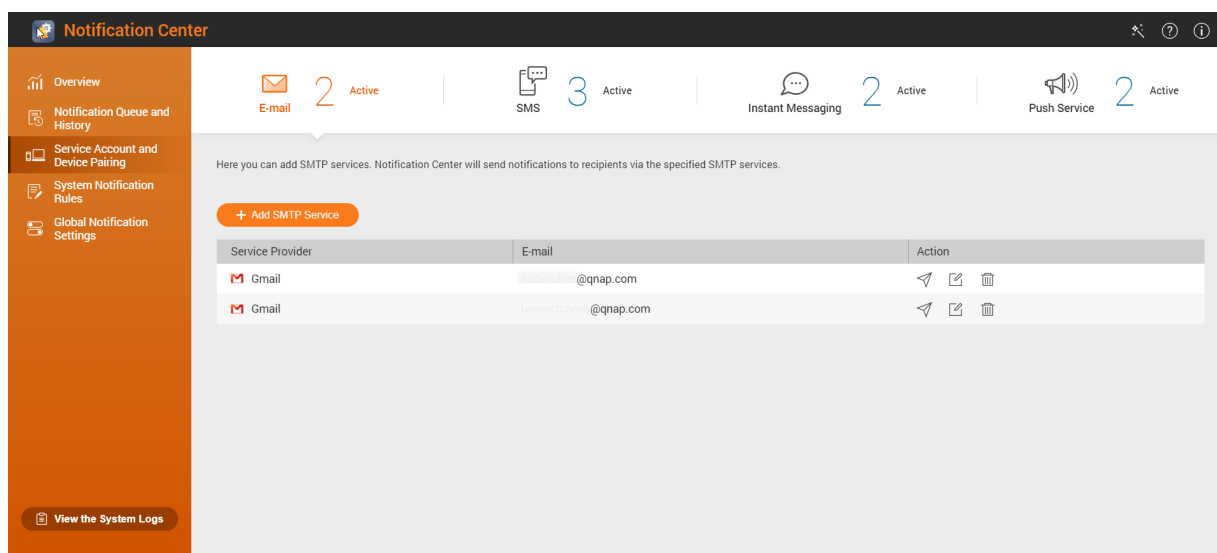 Notification Center
Overview
Notification Queue and
History
Service Account and
Device Pairing
System Notification
Rules
Global Notification
Settings
View the System Logs
E-mail 2 Active
SMS 3 Active
Instant Messaging 2 Active
Push Service 2 Active
Here you can add SMTP services. Notification Center will send notifications to recipients via the specified SMTP services.
+ Add SMTP Service
Service Provider E-mail Action
Gmail @qnap.com
Gmail @qnap.com